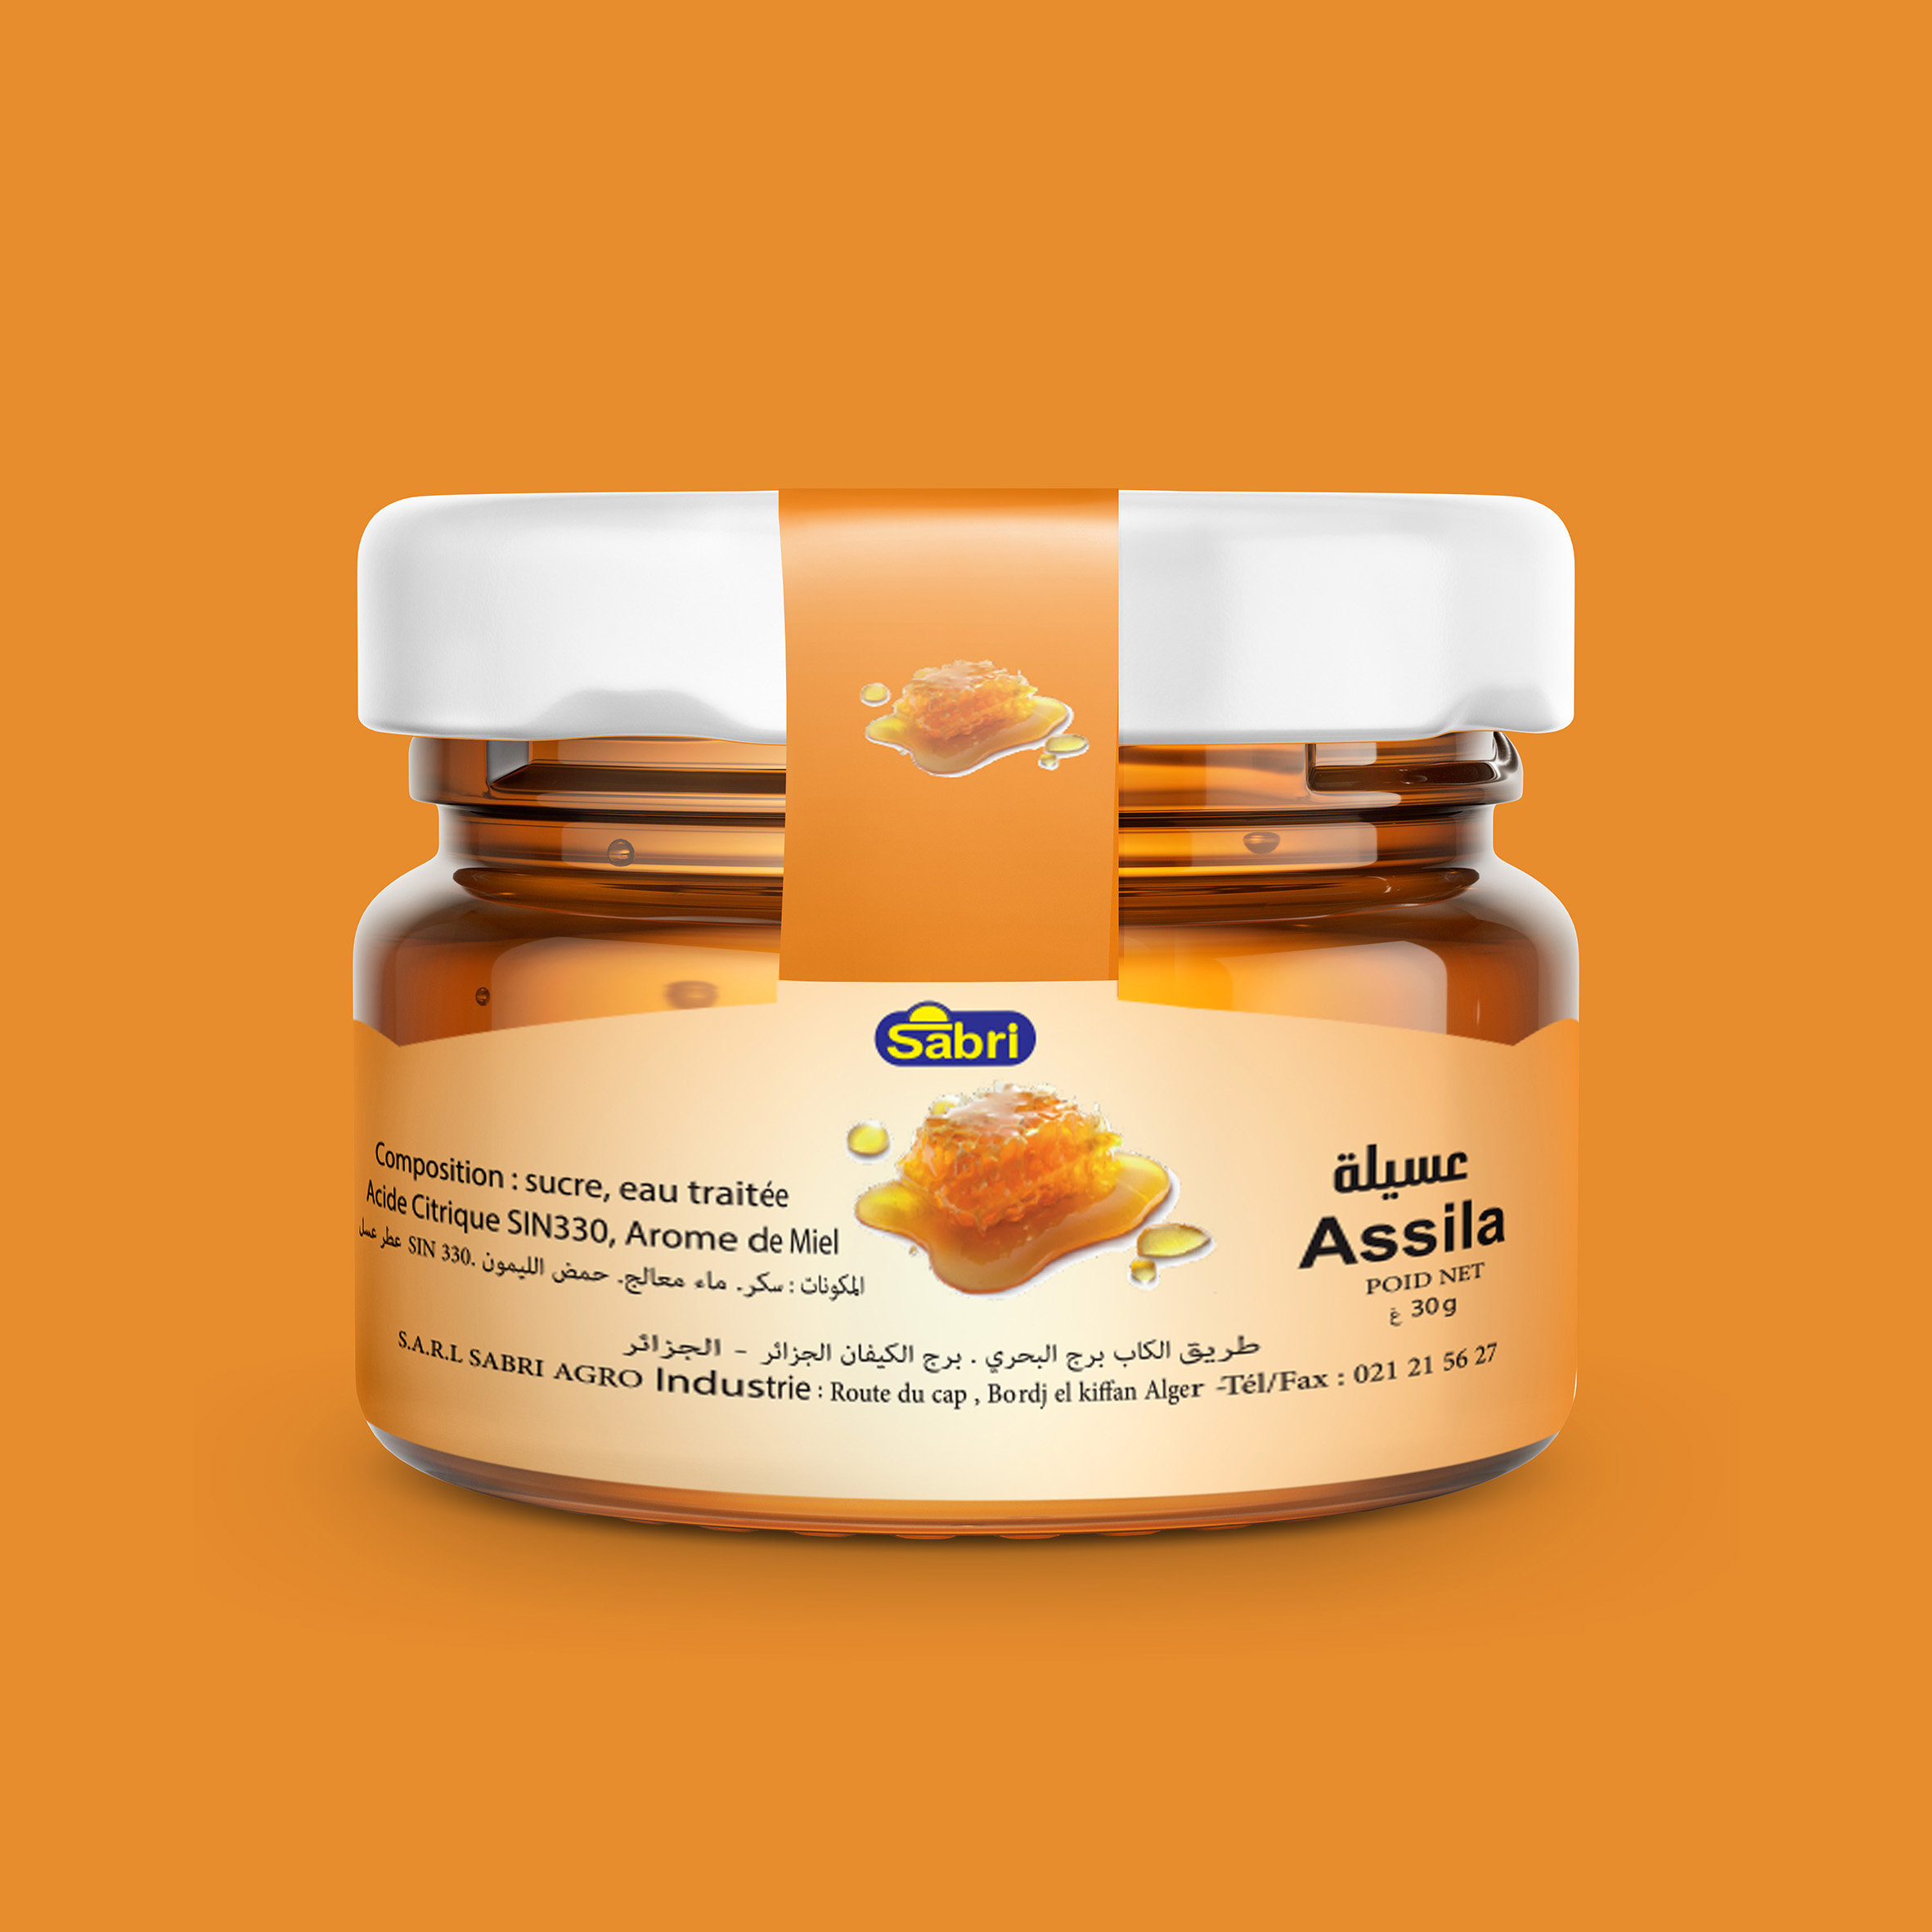 Sabri
Composition : sucre, eau traitée
Acide Citrique SIN330, Arome de Miel
المكونات : سكر. ماء معالج. حمض الليمون .SIN 330 عطر عسل
عسيلة
Assila
POID NET
30g غ
طريق الكاب برج البحري . برج الكيفان الجزائر - الجزائر
S.A.R.L SABRI AGRO Industrie : Route du cap , Bordj el kiffan Alger -Tél/Fax : 021 21 56 27